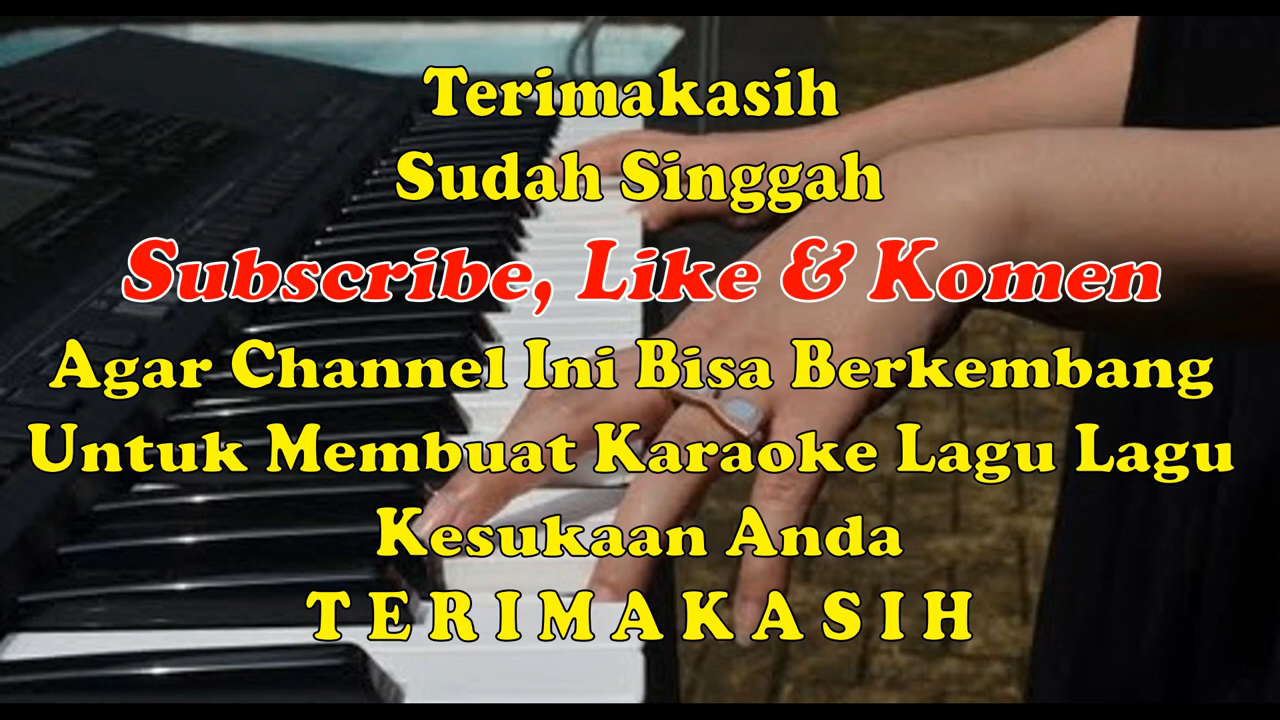 Terimakasih
Sudah Singgah
Subscribe, Like & Komen
Agar Channel Ini Bisa Berkembang
Untuk Membuat Karaoke Lagu Lagu
Kesukaan Anda
T E R I M A K A S I H